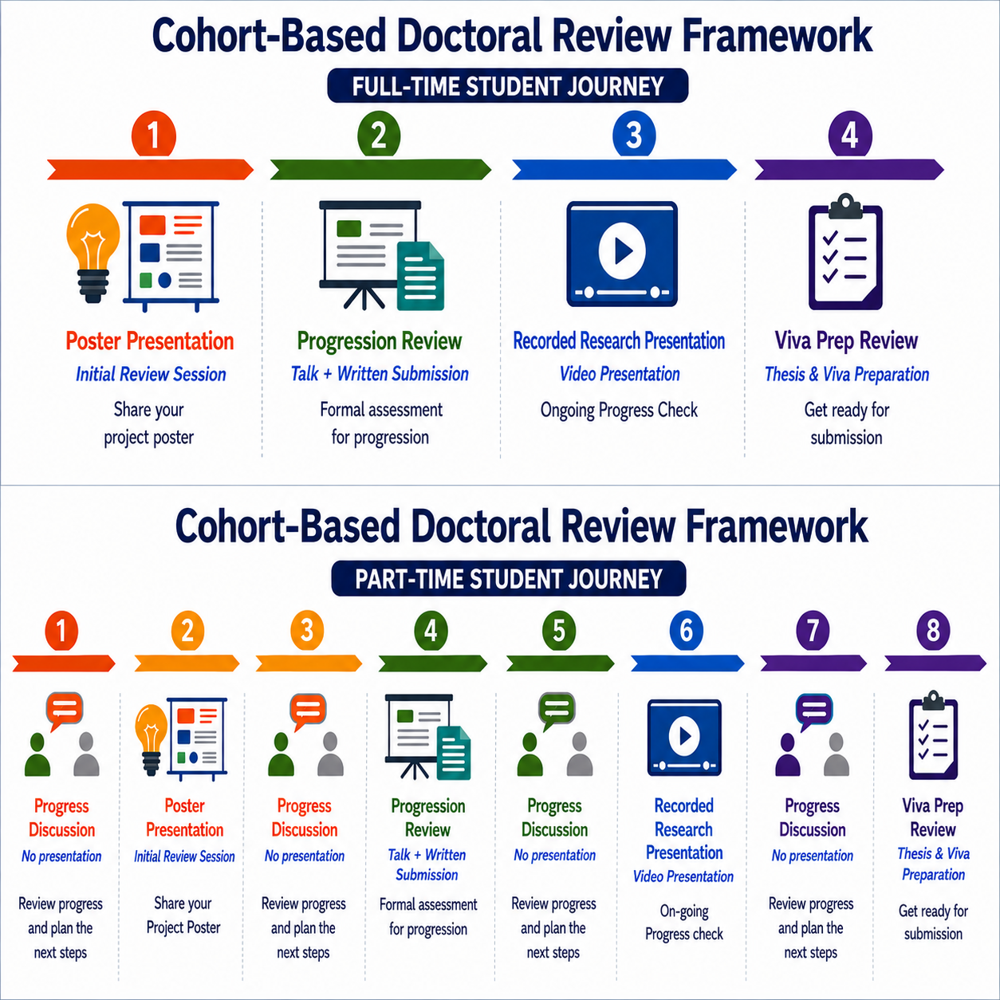 Cohort-Based Doctoral Review Framework
FULL-TIME STUDENT JOURNEY
1
2
3
4
Poster Presentation
Initial Review Session
Share your
project poster
Progression Review
Talk + Written Submission
Formal assessment
for progression
Recorded Research Presentation
Video Presentation
Ongoing Progress Check
Viva Prep Review
Thesis & Viva Preparation
Get ready for
submission
Cohort-Based Doctoral Review Framework
PART-TIME STUDENT JOURNEY
1
2
3
4
5
6
7
8
Progress
Discussion
No presentation
Review progress
and plan the
next steps
Poster
Presentation
Initial Review Session
Share your
Project Poster
Progress
Discussion
No presentation
Review progress
and plan the
next steps
Progression
Review
Talk + Written
Submission
Formal assessment
for progression
Progress
Discussion
No presentation
Review progress
and plan the
next steps
Recorded
Research
Presentation
Video Presentation
On-going
Progress check
Progress
Discussion
No presentation
Review progress
and plan the
next steps
Viva Prep
Review
Thesis & Viva
Preparation
Get ready for
submission